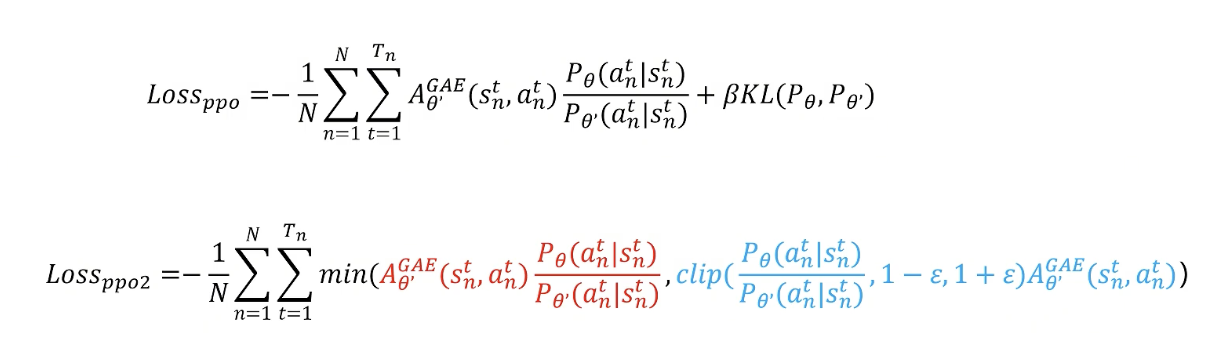 $Loss_{ppo} = -\frac{1}{N}\sum_{n=1}^{N}\sum_{t=1}^{T_n} A_{\theta'}^{GAE}(s_n^t, a_n^t)\frac{P_\theta(a_n^t|s_n^t)}{P_{\theta'}(a_n^t|s_n^t)} + \beta KL(P_\theta, P_{\theta'})$
$Loss_{ppo2} = -\frac{1}{N}\sum_{n=1}^{N}\sum_{t=1}^{T_n} min(A_{\theta'}^{GAE}(s_n^t, a_n^t)\frac{P_\theta(a_n^t|s_n^t)}{P_{\theta'}(a_n^t|s_n^t)}, clip(\frac{P_\theta(a_n^t|s_n^t)}{P_{\theta'}(a_n^t|s_n^t)}, 1 - \varepsilon, 1 + \varepsilon)A_{\theta'}^{GAE}(s_n^t, a_n^t))$